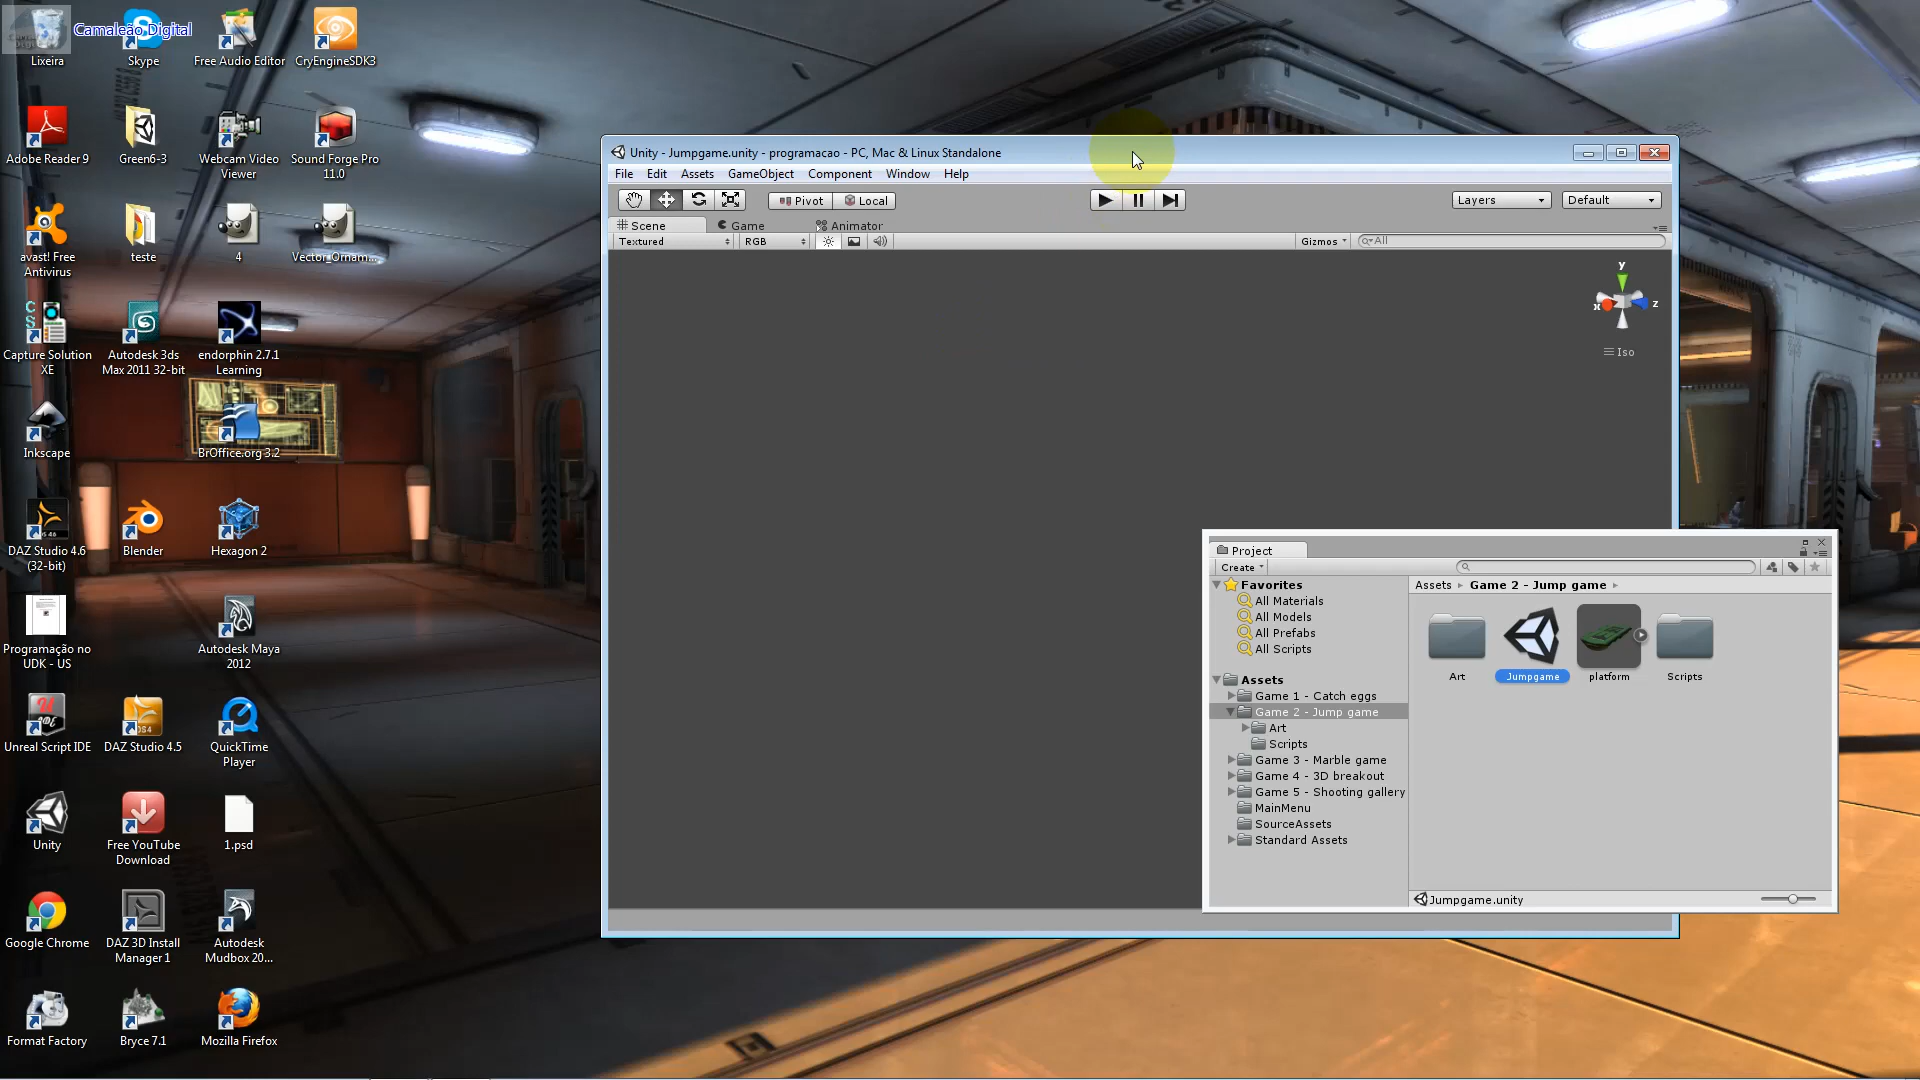 Camaleão Digital
Lixeira
Skype
Free Audio Editor
CryEngineSDK3
Adobe Reader 9
Green6-3
Webcam Video
Viewer
Sound Forge Pro
11.0
avast! Free
Antivirus
teste
4
Vector_Ornam...
Capture Solution
XE
Autodesk 3ds
Max 2011 32-bit
endorphin 2.7.1
Learning
Inkscape
BrOffice.org 3.2
DAZ Studio 4.6
(32-bit)
Blender
Hexagon 2
Programação no
UDK - US
Autodesk Maya
2012
Unreal Script IDE
DAZ Studio 4.5
QuickTime
Player
Unity
Free YouTube
Download
1.psd
Google Chrome
DAZ 3D Install
Manager 1
Autodesk
Mudbox 20...
Format Factory
Bryce 7.1
Mozilla Firefox
Unity - Jumpgame.unity - programacao - PC, Mac & Linux Standalone
File Edit Assets GameObject Component Window Help
Pivot Local Layers Default
Scene Game Animator
Textured RGB Gizmos All
y
x z
Iso
Project
Create
Favorites
All Materials
All Models
All Prefabs
All Scripts
Assets
Game 1 - Catch eggs
Game 2 - Jump game
Art
Scripts
Game 3 - Marble game
Game 4 - 3D breakout
Game 5 - Shooting gallery
MainMenu
SourceAssets
Standard Assets
Assets Game 2 - Jump game
Art Jumpgame platform Scripts
Jumpgame.unity